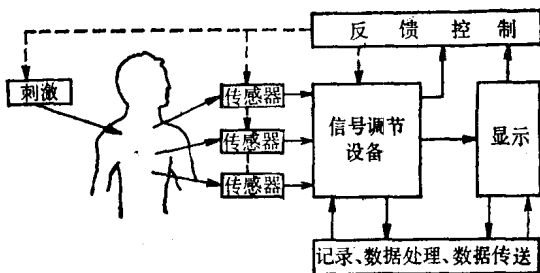 反馈控制
刺激
传感器
传感器
传感器
信号调节
设备
显示
记录、数据处理、数据传送